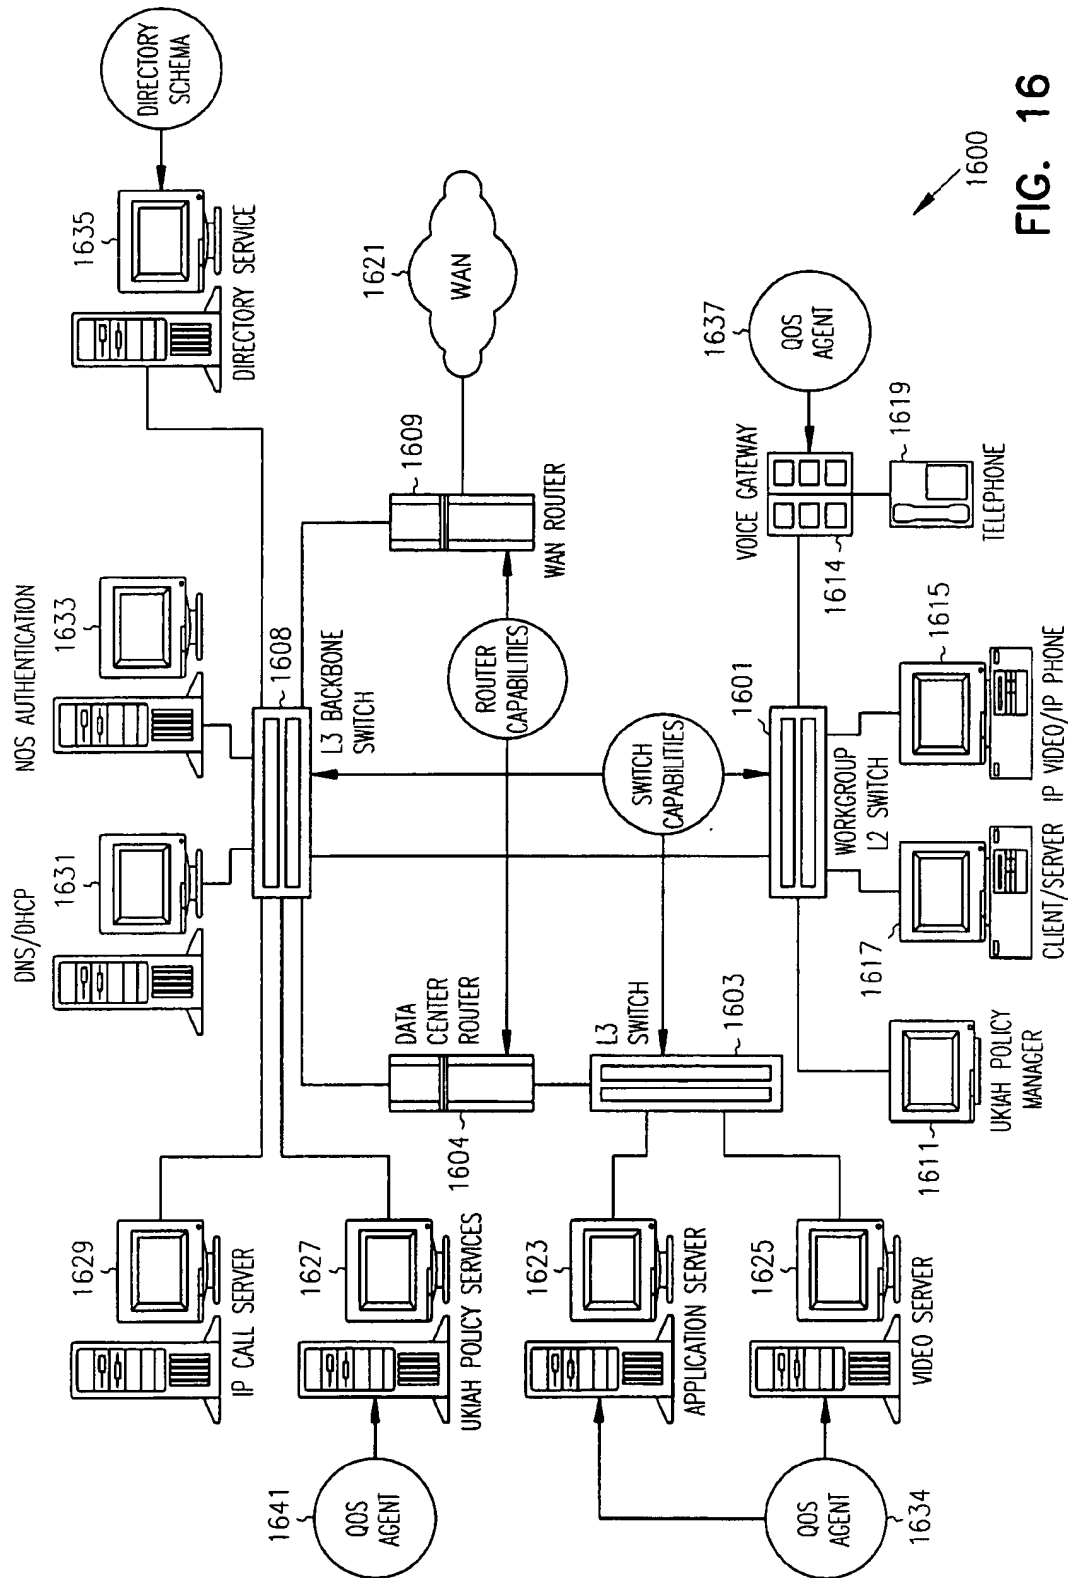 1629
IP CALL SERVER
1641
QOS
AGENT
1627
UKIAH POLICY SERVICES
DNS/DHCP
1631
NOS AUTHENTICATION
1633
1635
DIRECTORY SERVICE
DIRECTORY
SCHEMA
1608
L3 BACKBONE
SWITCH
DATA
CENTER
ROUTER
1604
ROUTER
CAPABILITIES
1609
WAN ROUTER
1621
WAN
1623
APPLICATION SERVER
1625
VIDEO SERVER
QOS
AGENT
1634
L3
SWITCH
1603
SWITCH
CAPABILITIES
1601
WORKGROUP
L2 SWITCH
VOICE GATEWAY
1614
1637
QOS
AGENT
1619
TELEPHONE
1611
UKIAH POLICY
MANAGER
1617
CLIENT/SERVER
1615
IP VIDEO/IP PHONE
1600
FIG. 16